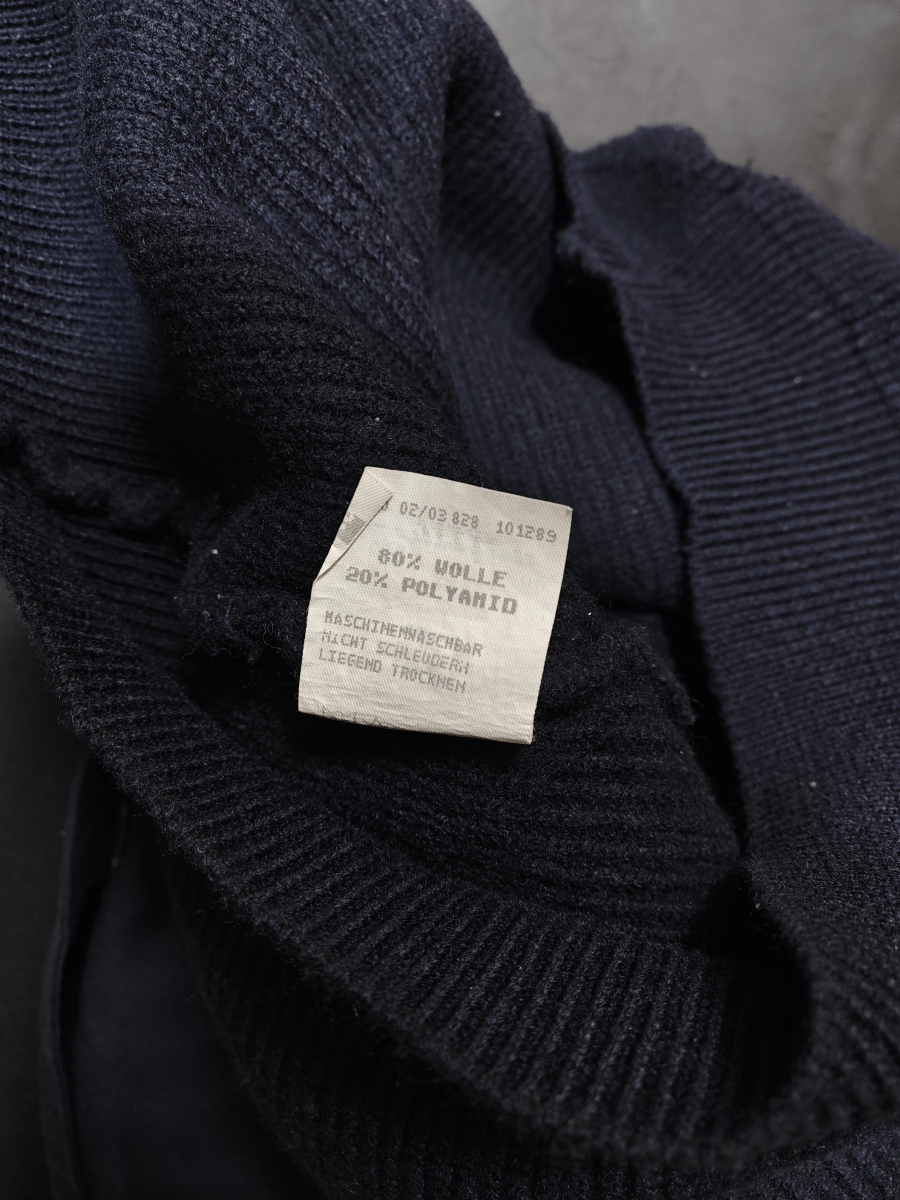 02/03 828 101289
80% WOLLE
20% POLYAMID
MASCHINENWASCHBAR
NICHT SCHLEUDERN
LIEGEND TROCKNEN